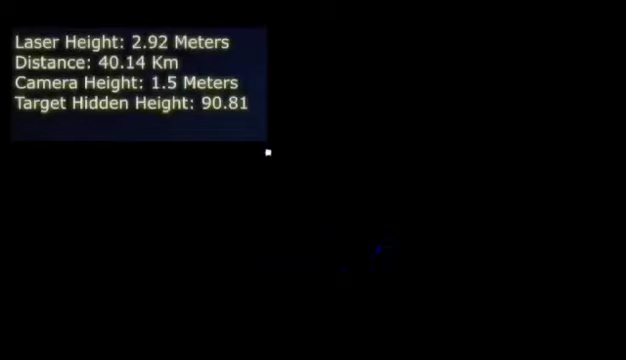 Laser Height: 2.92 Meters
Distance: 40.14 Km
Camera Height: 1.5 Meters
Target Hidden Height: 90.81